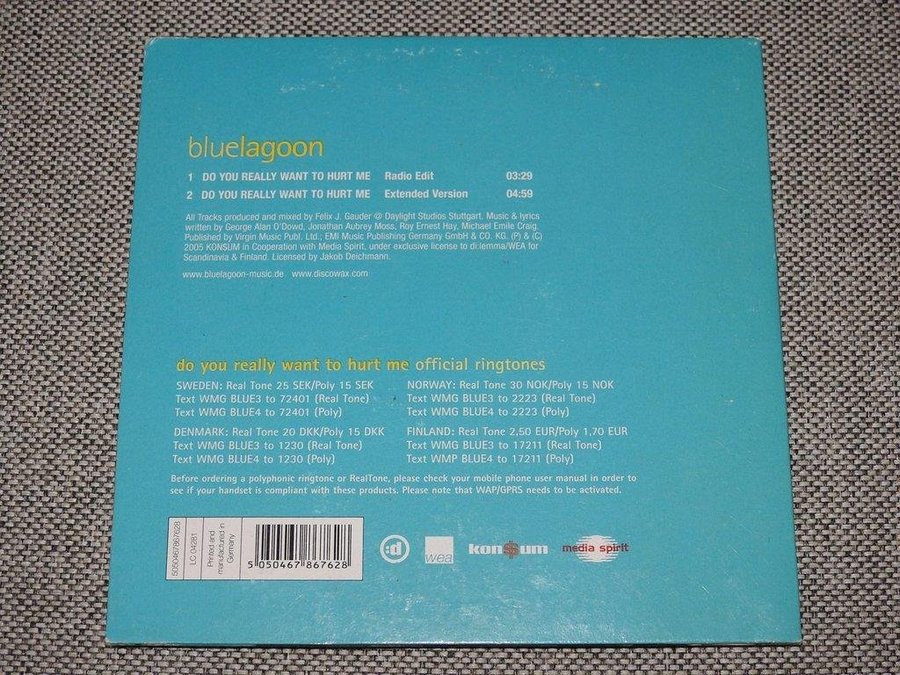 bluelagoon
1 DO YOU REALLY WANT TO HURT ME Radio Edit 03:29
2 DO YOU REALLY WANT TO HURT ME Extended Version 04:59
All Tracks produced and mixed by Felix J. Gauder @ Daylight Studios Stuttgart. Music & lyrics
written by George Alan O'Dowd, Jonathan Aubrey Moss, Roy Ernest Hay, Michael Emile Craig.
Published by Virgin Music Publ. Ltd.; EMI Music Publishing Germany GmbH & CO. KG. (P) & (C)
2005 KONSUM in Cooperation with Media Spirit, under exclusive license to di:lemma/WEA for
Scandinavia & Finland. Licensed by Jakob Deichmann.
www.bluelagoon-music.de www.discowax.com
do you really want to hurt me official ringtones
SWEDEN: Real Tone 25 SEK/Poly 15 SEK
Text WMG BLUE3 to 72401 (Real Tone)
Text WMG BLUE4 to 72401 (Poly)
NORWAY: Real Tone 30 NOK/Poly 15 NOK
Text WMG BLUE3 to 2223 (Real Tone)
Text WMG BLUE4 to 2223 (Poly)
DENMARK: Real Tone 20 DKK/Poly 15 DKK
Text WMG BLUE3 to 1230 (Real Tone)
Text WMG BLUE4 to 1230 (Poly)
FINLAND: Real Tone 2,50 EUR/Poly 1,70 EUR
Text WMG BLUE3 to 17211 (Real Tone)
Text WMP BLUE4 to 17211 (Poly)
Before ordering a polyphonic ringtone or RealTone, please check your mobile phone user manual in order to
see if your handset is compliant with these products. Please note that WAP/GPRS needs to be activated.
5050467867628
LC 04281
Printed and
manufactured in
Germany
5 050467 867628
:d
wea
kon$um
media spirit